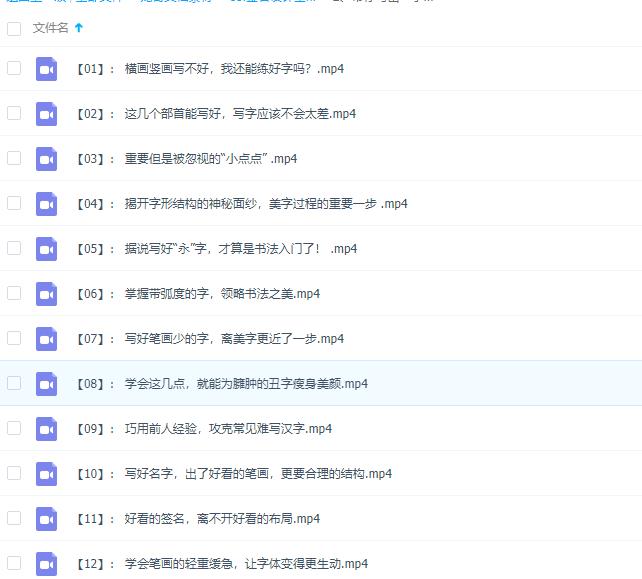 文件名
【01】： 横画竖画写不好，我还能练好字吗？.mp4
【02】： 这几个部首能写好，写字应该不会太差.mp4
【03】： 重要但是被忽视的“小点点” .mp4
【04】： 揭开字形结构的神秘面纱，美字过程的重要一步 .mp4
【05】： 据说写好“永”字，才算是书法入门了！ .mp4
【06】： 掌握带弧度的字，领略书法之美.mp4
【07】： 写好笔画少的字，离美字更近了一步.mp4
【08】： 学会这几点，就能为臃肿的丑字瘦身美颜.mp4
【09】： 巧用前人经验，攻克常见难写汉字.mp4
【10】： 写好名字，出了好看的笔画，更要合理的结构.mp4
【11】： 好看的签名，离不开好看的布局.mp4
【12】： 学会笔画的轻重缓急，让字体变得更生动.mp4